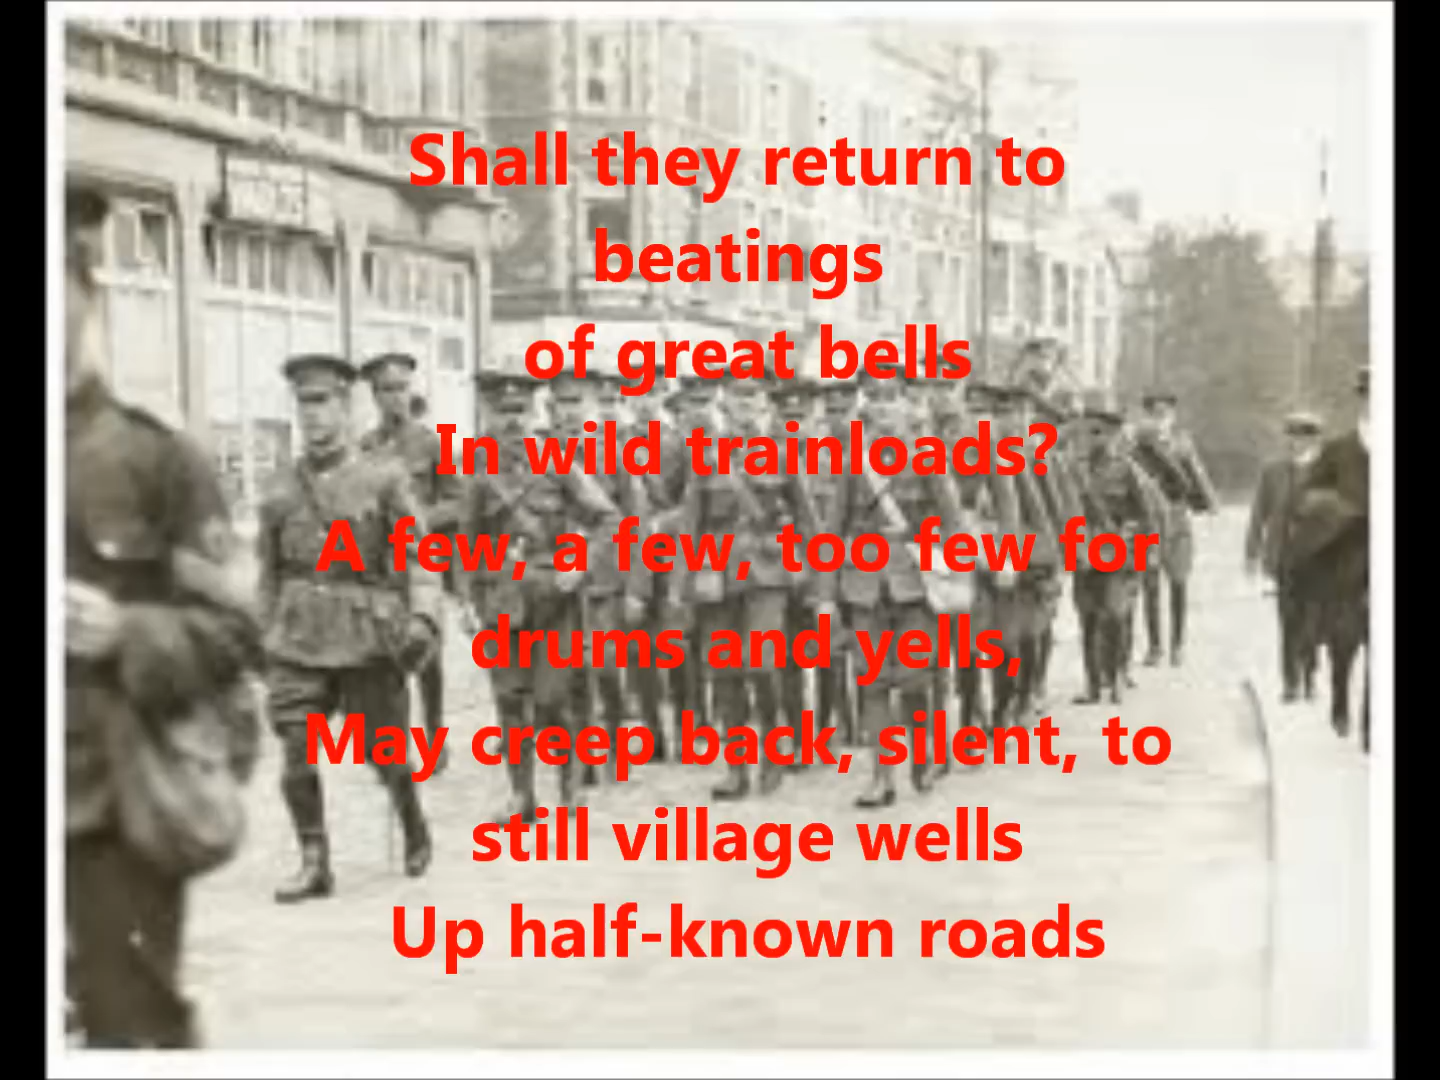 Shall they return to
beatings
of great bells
In wild trainloads?
A few, a few, too few for
drums and yells,
May creep back, silent, to
still village wells
Up half-known roads